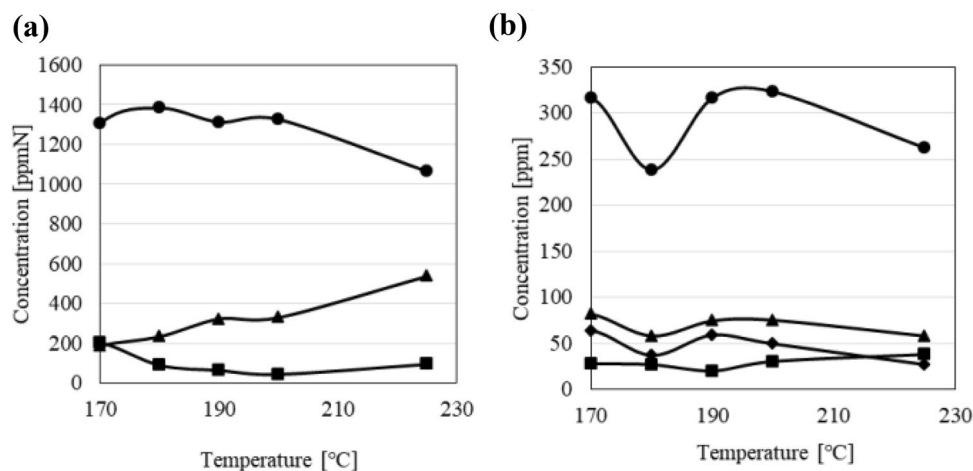 (a)
1600
1400
1200
1000
800
600
400
200
0
Concentration [ppmN]
170 190 210 230
Temperature [℃]
(b)
350
300
250
200
150
100
50
0
Concentration [ppm]
170 190 210 230
Temperature [℃]